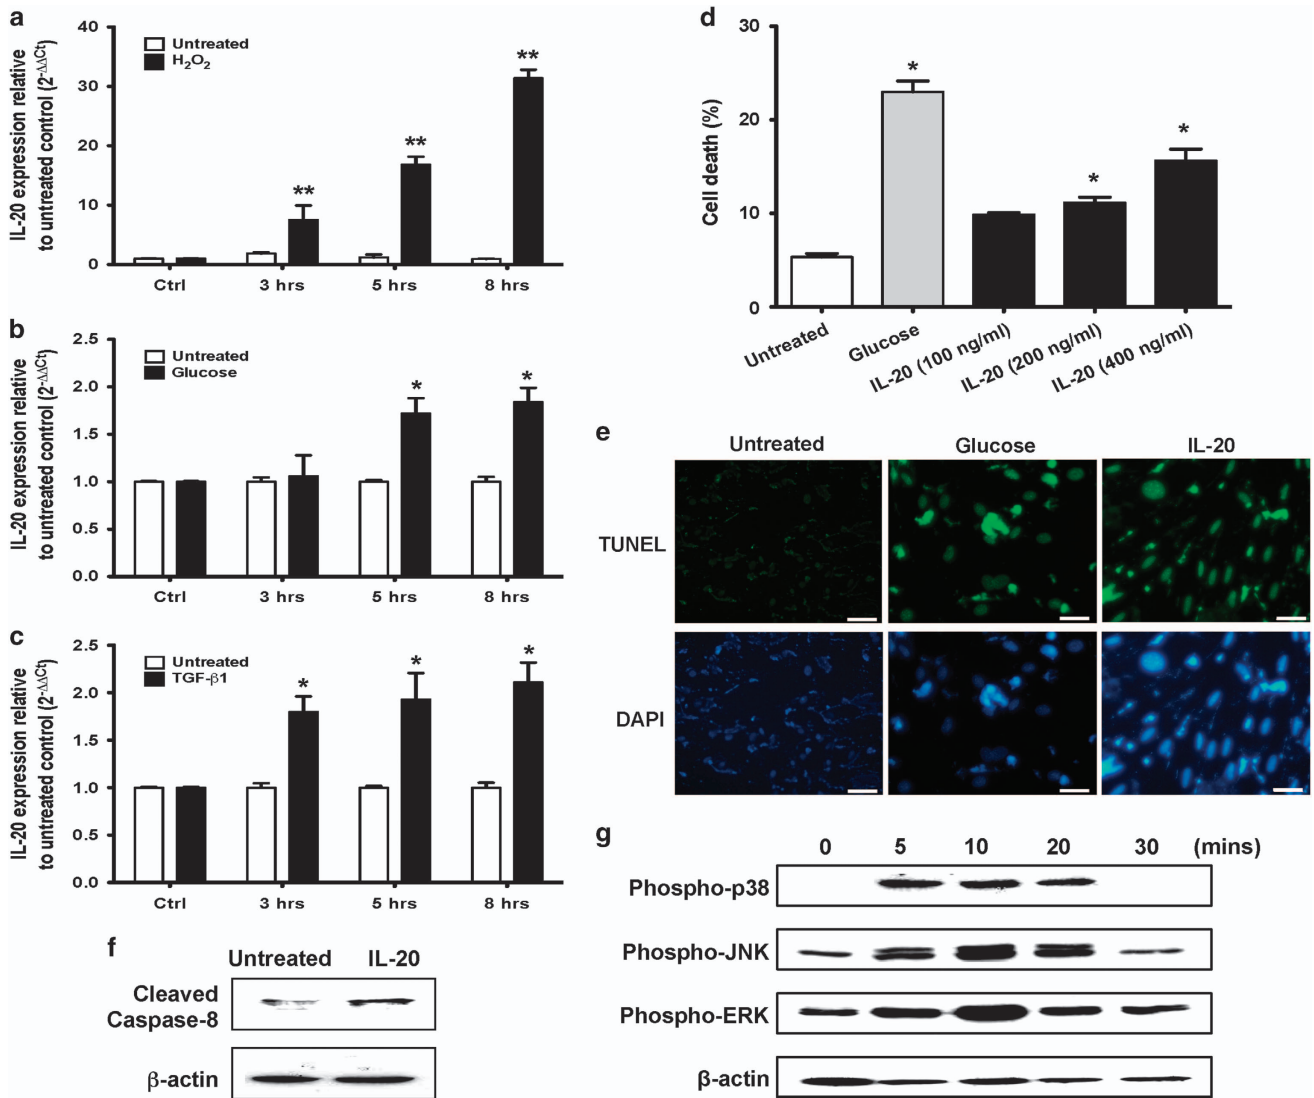 a
IL-20 expression relative
to untreated control (2-ΔΔCt)
40
30
20
10
0
Untreated
H2O2
**
**
**
Ctrl
3 hrs
5 hrs
8 hrs
b
IL-20 expression relative
to untreated control (2-ΔΔCt)
2.5
2.0
1.5
1.0
0.5
0.0
Untreated
Glucose
*
*
Ctrl
3 hrs
5 hrs
8 hrs
c
IL-20 expression relative
to untreated control (2-ΔΔCt)
2.5
2.0
1.5
1.0
0.5
0.0
Untreated
TGF-β1
*
*
*
Ctrl
3 hrs
5 hrs
8 hrs
d
Cell death (%)
30
20
10
0
*
*
*
Untreated
Glucose
IL-20 (100 ng/ml)
IL-20 (200 ng/ml)
IL-20 (400 ng/ml)
e
Untreated
Glucose
IL-20
TUNEL
DAPI
f
Untreated
IL-20
Cleaved
Caspase-8
β-actin
g
0 5 10 20 30 (mins)
Phospho-p38
Phospho-JNK
Phospho-ERK
β-actin